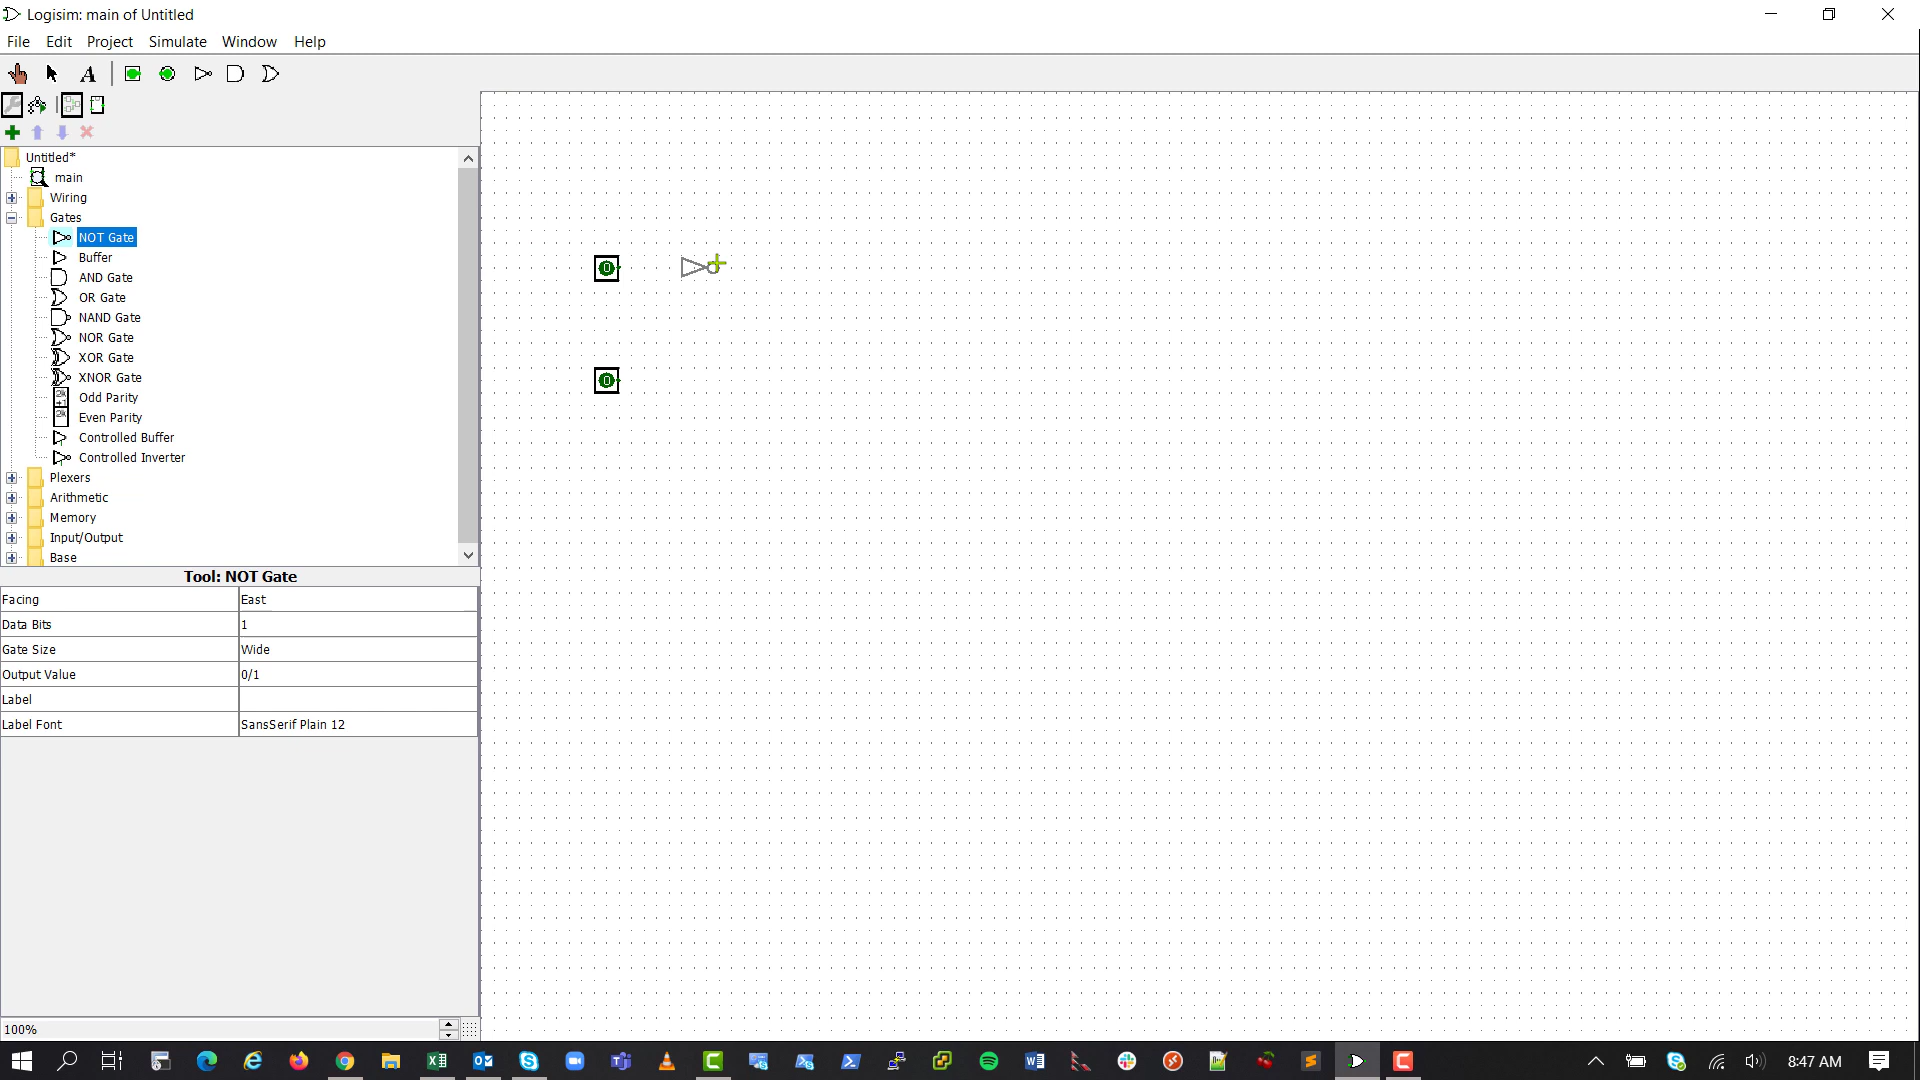 Logisim: main of Untitled
File Edit Project Simulate Window Help
A
Untitled*
main
Wiring
Gates
NOT Gate
Buffer
AND Gate
OR Gate
NAND Gate
NOR Gate
XOR Gate
XNOR Gate
Odd Parity
Even Parity
Controlled Buffer
Controlled Inverter
Plexers
Arithmetic
Memory
Input/Output
Base
Tool: NOT Gate
Facing East
Data Bits 1
Gate Size Wide
Output Value 0/1
Label
Label Font SansSerif Plain 12
100%
0
0
8:47 AM